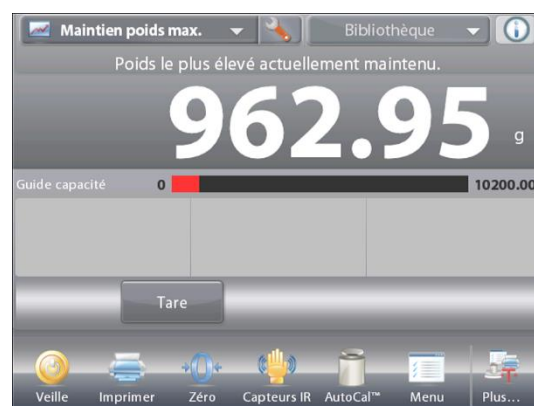 Maintien poids max. Bibliothèque
Poids le plus élevé actuellement maintenu.
962.95 g
Guide capacité 0 10200.00
Tare
Veille Imprimer Zéro Capteurs IR AutoCal™ Menu Plus...